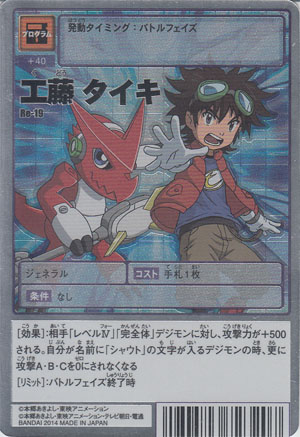 プログラム
発動タイミング：バトルフェイズ
+40
工藤 タイキ
Re-19
ジェネラル
コスト 手札1枚
条件 なし
[効果]:相手「レベルⅣ」「完全体」デジモンに対し、攻撃力が+500
される。自分が名前に「シャウト」の文字が入るデジモンの時、更に
攻撃A・B・Cを0にされなくなる
[リミット]:バトルフェイズ終了時
©本郷あきよし・東映アニメーション
©本郷あきよし・東映アニメーション・テレビ朝日・電通
BANDAI 2014 MADE IN JAPAN